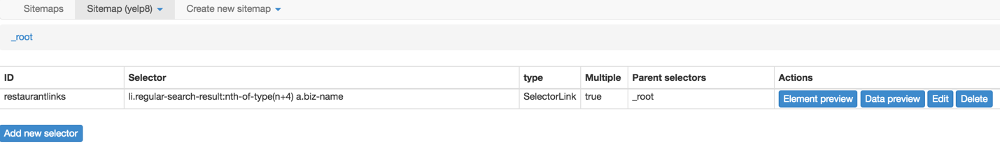 Sitemaps Sitemap (yelp8) Create new sitemap
_root
ID Selector type Multiple Parent selectors Actions
restaurantlinks li.regular-search-result:nth-of-type(n+4) a.biz-name SelectorLink true _root Element preview Data preview Edit Delete
Add new selector